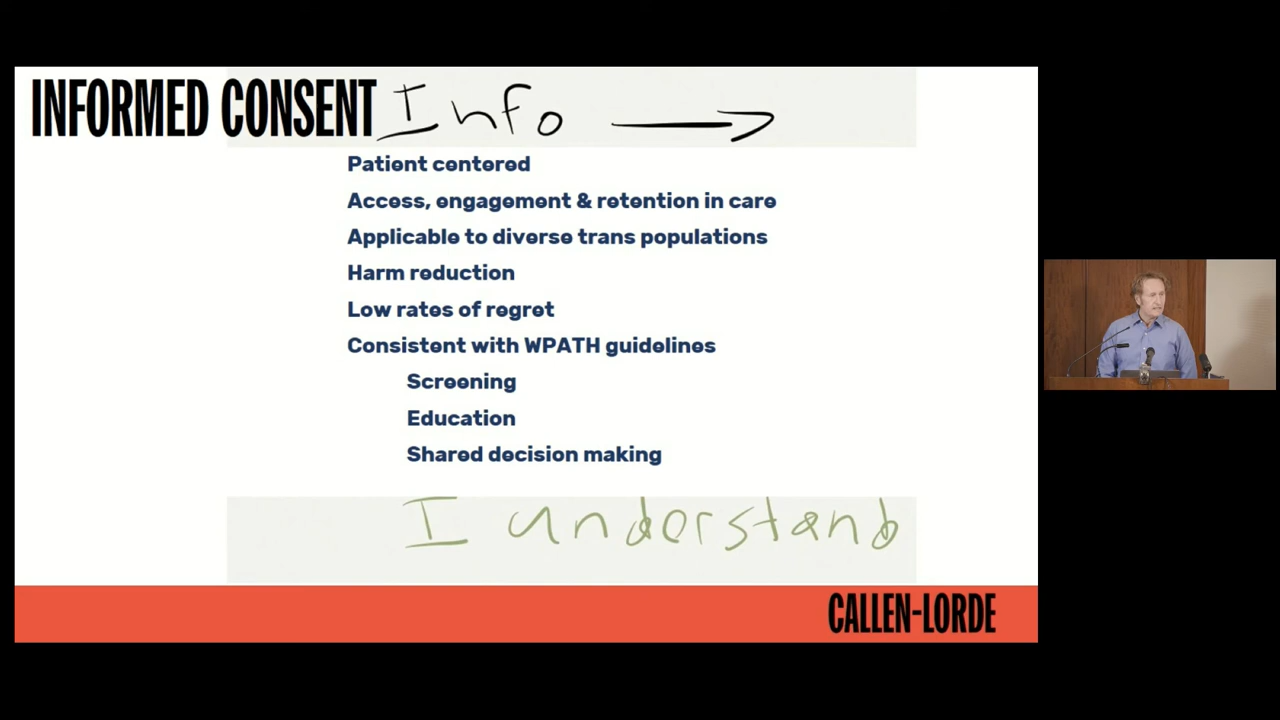 INFORMED CONSENT Info →
Patient centered
Access, engagement & retention in care
Applicable to diverse trans populations
Harm reduction
Low rates of regret
Consistent with WPATH guidelines
Screening
Education
Shared decision making
I understand
CALLEN-LORDE